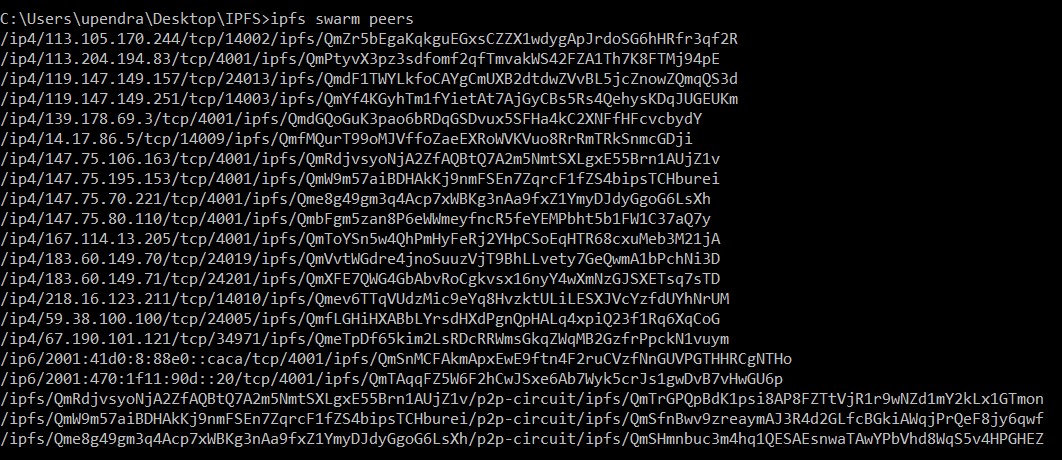 C:\Users\upendra\Desktop\IPFS>ipfs swarm peers
/ip4/113.105.170.244/tcp/14002/ipfs/QmZr5bEgaKqkguEGxsCZZX1wdygApJrdoSG6hHRfr3qf2R
/ip4/113.204.194.83/tcp/4001/ipfs/QmPtyvX3pz3sdfomf2qfTmvakWS42FZA1Th7K8FTMj94pE
/ip4/119.147.149.157/tcp/24013/ipfs/QmdF1TWYLkfoCAYgCmUXB2dtdwZVvBL5jcZnowZQmqQS3d
/ip4/119.147.149.251/tcp/14003/ipfs/QmYf4KGyhTm1fYietAt7AjGyCBs5Rs4QehysKDqJUGEUKm
/ip4/139.178.69.3/tcp/4001/ipfs/QmdGQoGuK3pao6bRDqGSDvux5SFHa4kC2XNFfHFcvcbydY
/ip4/14.17.86.5/tcp/14009/ipfs/QmfMQurT99oMJVffoZaeEXRoWVKVuo8RrRmTRkSnmcGDji
/ip4/147.75.106.163/tcp/4001/ipfs/QmRdjvsyoNjA2ZfAQBtQ7A2m5NmtSXLgxE55Brn1AUjZ1v
/ip4/147.75.195.153/tcp/4001/ipfs/QmW9m57aiBDHAkKj9nmFSEn7ZqrcF1fZS4bipsTCHburei
/ip4/147.75.70.221/tcp/4001/ipfs/Qme8g49gm3q4Acp7xWBKg3nAa9fxZ1YmyDJdyGgoG6LsXh
/ip4/147.75.80.110/tcp/4001/ipfs/QmbFgm5zan8P6eWWmeyfncR5feYEMPbht5b1FW1C37aQ7y
/ip4/167.114.13.205/tcp/4001/ipfs/QmToYSn5w4QhPmHyFeRj2YHpCSoEqHTR68cxuMeb3M21jA
/ip4/183.60.149.70/tcp/24019/ipfs/QmVvtWGdre4jnoSuuzVjT9BhLLvety7GeQwmA1bPchNi3D
/ip4/183.60.149.71/tcp/24201/ipfs/QmXFE7QWG4GbAbvRoCgkvsx16nyY4wXmNzGJSXETsq7sTD
/ip4/218.16.123.211/tcp/14010/ipfs/Qmev6TTqVUdzMic9eYq8HvzktULiLESXJVcYzfdUYhNrUM
/ip4/59.38.100.100/tcp/24005/ipfs/QmfLGHiHXABbLYrsdHXdPgnQpHALq4xpiQ23f1Rq6XqCoG
/ip4/67.190.101.121/tcp/34971/ipfs/QmeTpDf65kim2LsRDcRRWmsGkqZWqMB2GzfrPpckN1vuym
/ip6/2001:41d0:8:88e0::caca/tcp/4001/ipfs/QmSnMCFAkmApxEwE9ftn4F2ruCVzfNnGUVPGTHHRCgNTHo
/ip6/2001:470:1f11:90d::20/tcp/4001/ipfs/QmTAqqFZ5W6F2hCwJSxe6Ab7Wyk5crJs1gwDvB7vHwGU6p
/ipfs/QmRdjvsyoNjA2ZfAQBtQ7A2m5NmtSXLgxE55Brn1AUjZ1v/p2p-circuit/ipfs/QmTrGPQpBdK1psi8AP8FZTtVjR1r9wNZd1mY2kLx1GTmon
/ipfs/QmW9m57aiBDHAkKj9nmFSEn7ZqrcF1fZS4bipsTCHburei/p2p-circuit/ipfs/QmSfnBwv9zreaymAJ3R4d2GLfcBGkiAWqjPrQeF8jy6qwf
/ipfs/Qme8g49gm3q4Acp7xWBKg3nAa9fxZ1YmyDJdyGgoG6LsXh/p2p-circuit/ipfs/QmSHmnbuc3m4hq1QESAEsnwaTAwYPbVhd8WqS5v4HPGHEZ